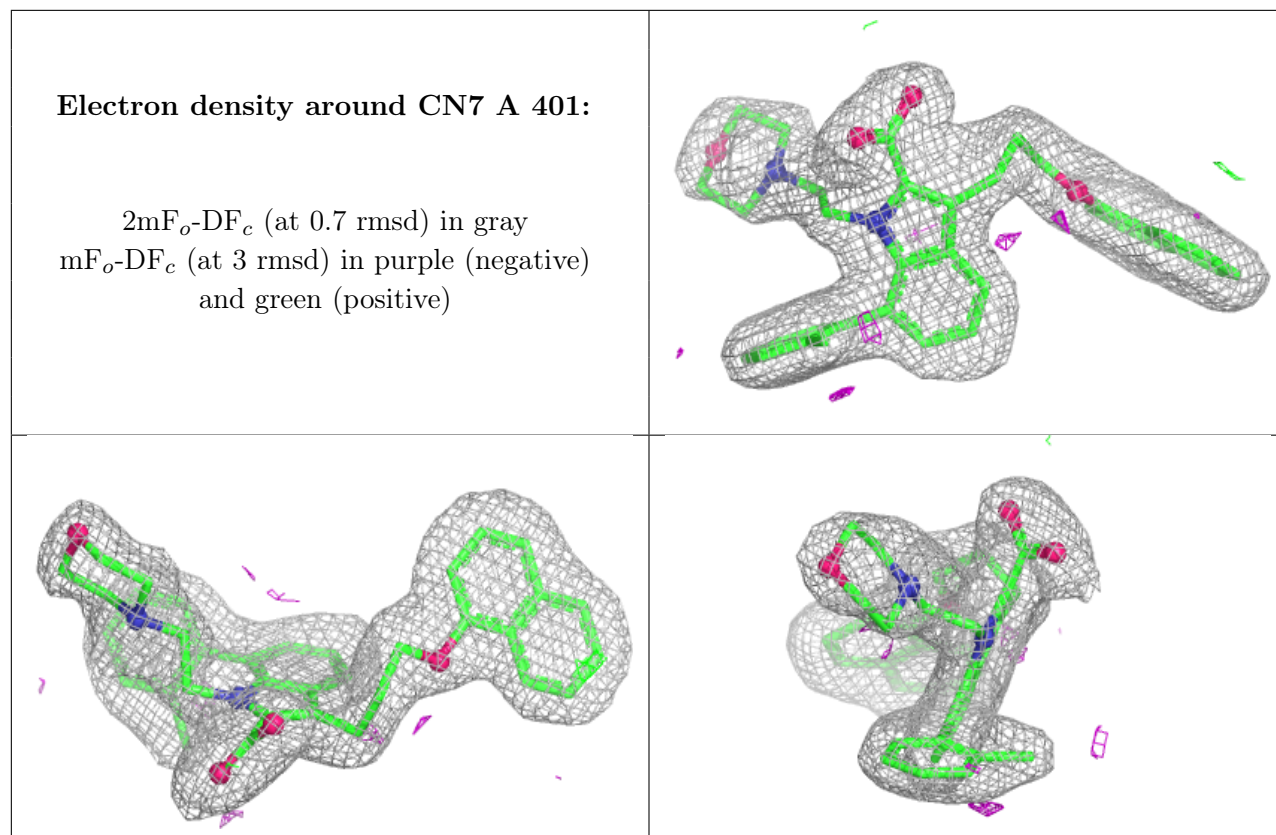 Electron density around CN7 A 401:
2mFo-DFc (at 0.7 rmsd) in gray
mFo-DFc (at 3 rmsd) in purple (negative)
and green (positive)